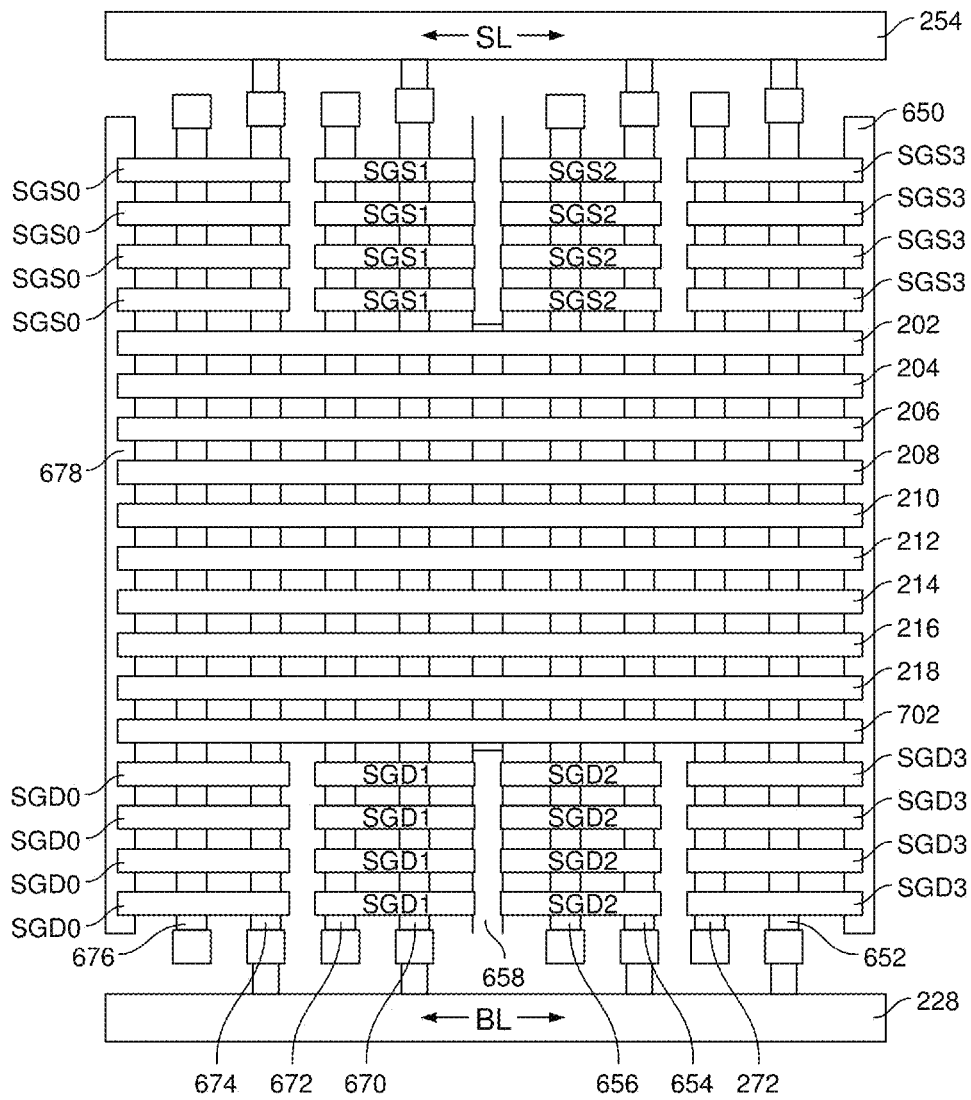 SL
254
650
SGS0 SGS1 SGS2 SGS3
SGS0 SGS1 SGS2 SGS3
SGS0 SGS1 SGS2 SGS3
SGS0 SGS1 SGS2 SGS3
202
204
206
678 208
210
212
214
216
218
702
SGD0 SGD1 SGD2 SGD3
SGD0 SGD1 SGD2 SGD3
SGD0 SGD1 SGD2 SGD3
SGD0 SGD1 SGD2 SGD3
676 658 652
BL 228
674 672 670 656 654 272